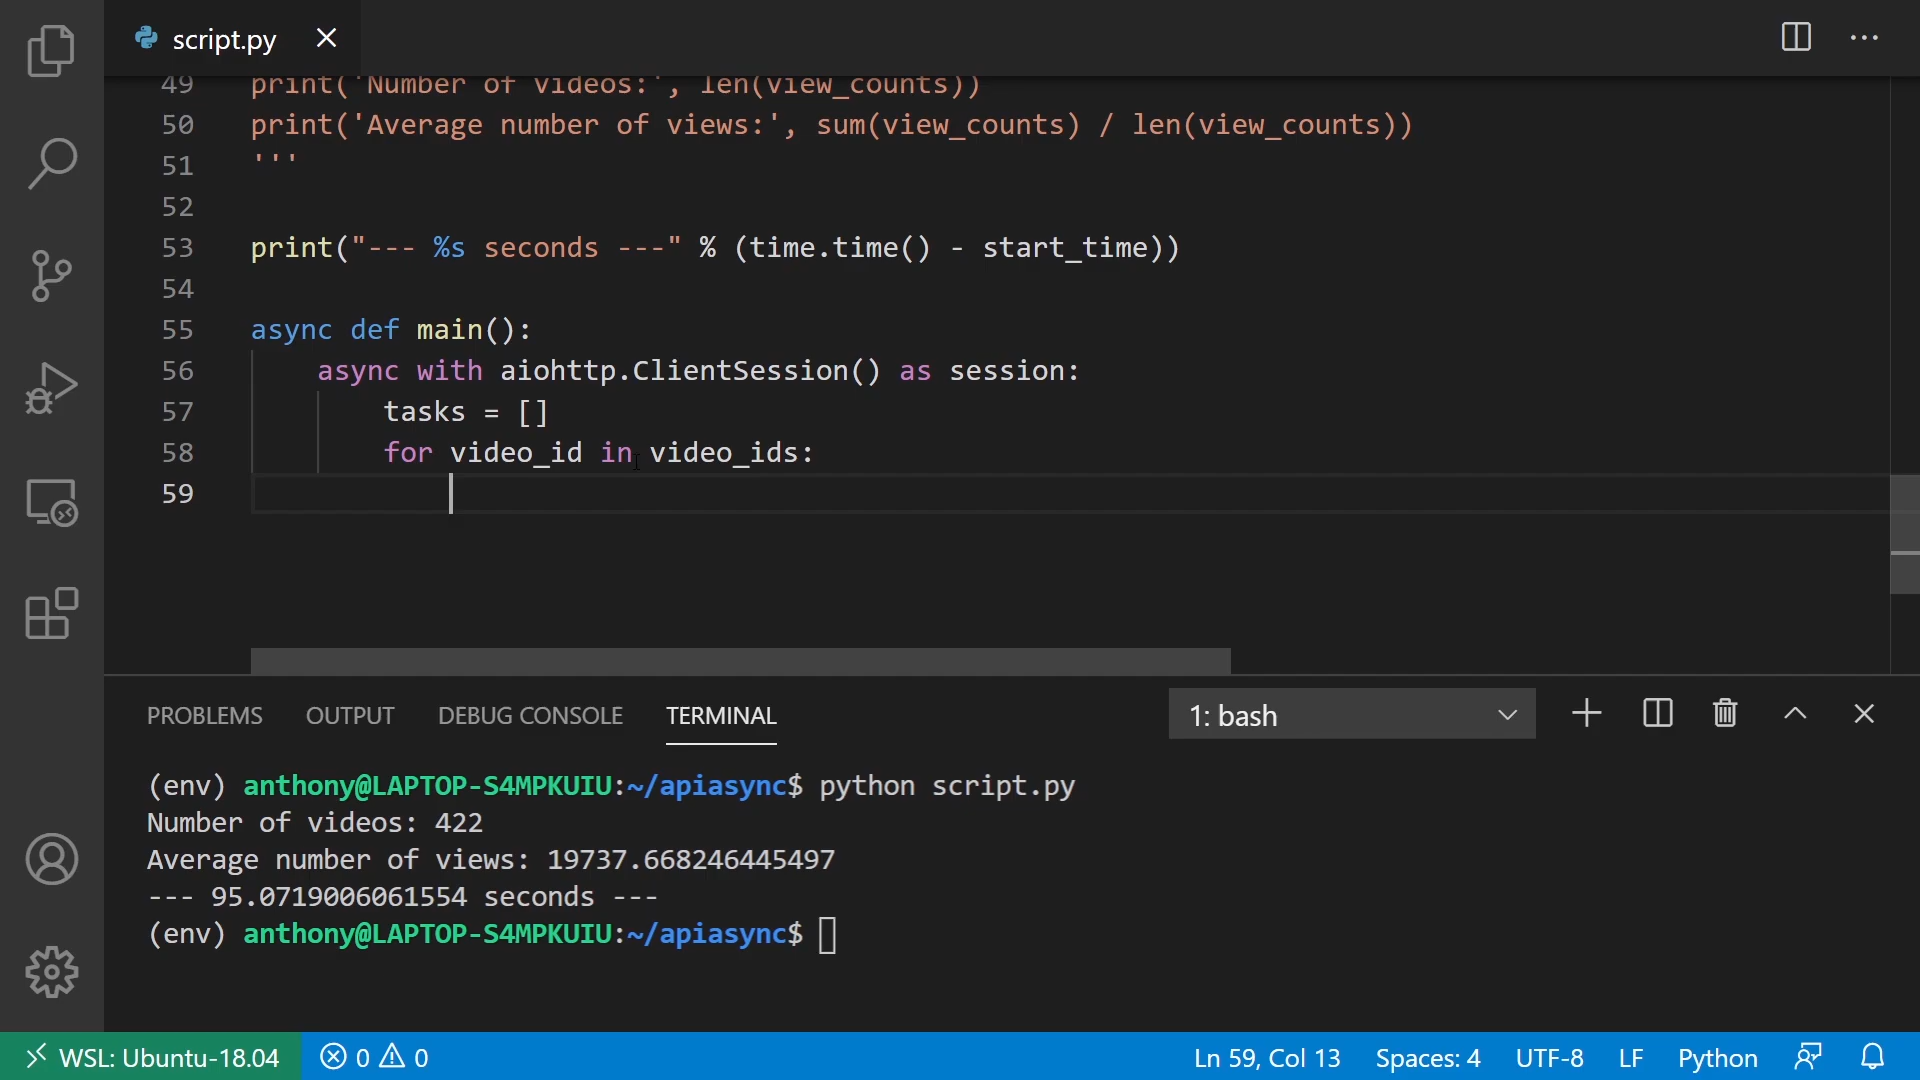 script.py
49 print('Number of videos:', len(view_counts))
50 print('Average number of views:', sum(view_counts) / len(view_counts))
51 '''
52
53 print("--- %s seconds ---" % (time.time() - start_time))
54
55 async def main():
56 async with aiohttp.ClientSession() as session:
57 tasks = []
58 for video_id in video_ids:
59
PROBLEMS OUTPUT DEBUG CONSOLE TERMINAL 1: bash
(env) anthony@LAPTOP-S4MPKUIU:~/apiasync$ python script.py
Number of videos: 422
Average number of views: 19737.668246445497
--- 95.0719006061554 seconds ---
(env) anthony@LAPTOP-S4MPKUIU:~/apiasync$
WSL: Ubuntu-18.04 0 0 Ln 59, Col 13 Spaces: 4 UTF-8 LF Python